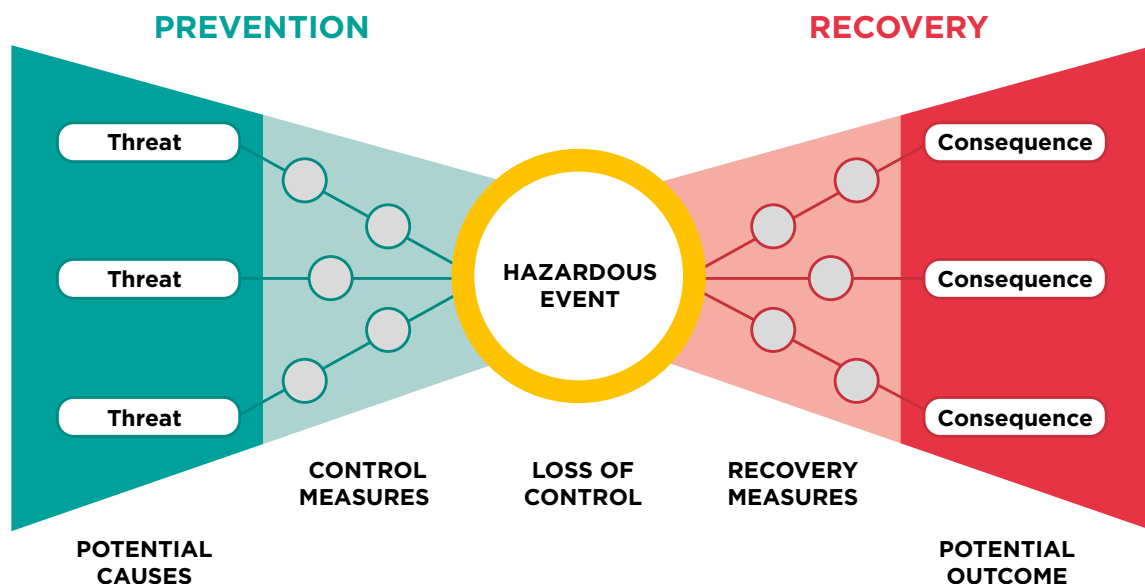 PREVENTION
RECOVERY
Threat
Consequence
Threat
HAZARDOUS
EVENT
Consequence
Threat
Consequence
CONTROL
MEASURES
LOSS OF
CONTROL
RECOVERY
MEASURES
POTENTIAL
CAUSES
POTENTIAL
OUTCOME